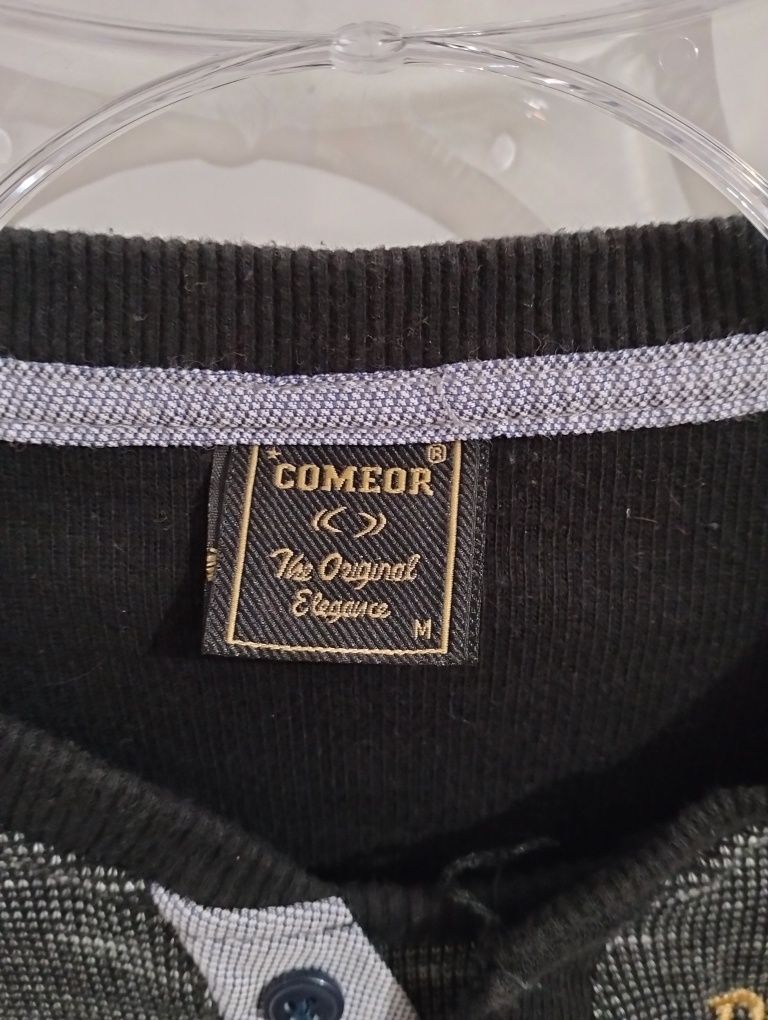 COMEOR®
The Original
Elegance
M